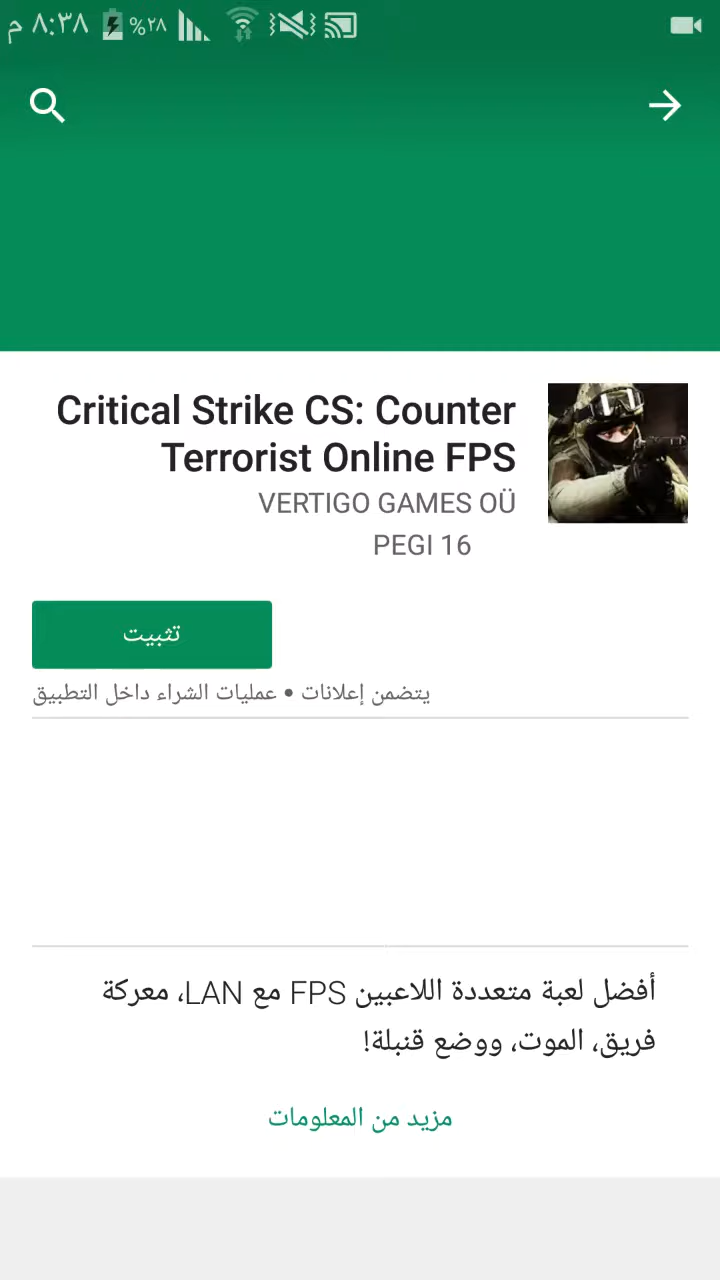 ٨:٣٨ م %٢٨
Critical Strike CS: Counter
Terrorist Online FPS
VERTIGO GAMES OÜ
PEGI 16
تثبيت
يتضمن إعلانات • عمليات الشراء داخل التطبيق
أفضل لعبة متعددة اللاعبين FPS مع LAN، معركة
فريق، الموت، ووضع قنبلة!
مزيد من المعلومات